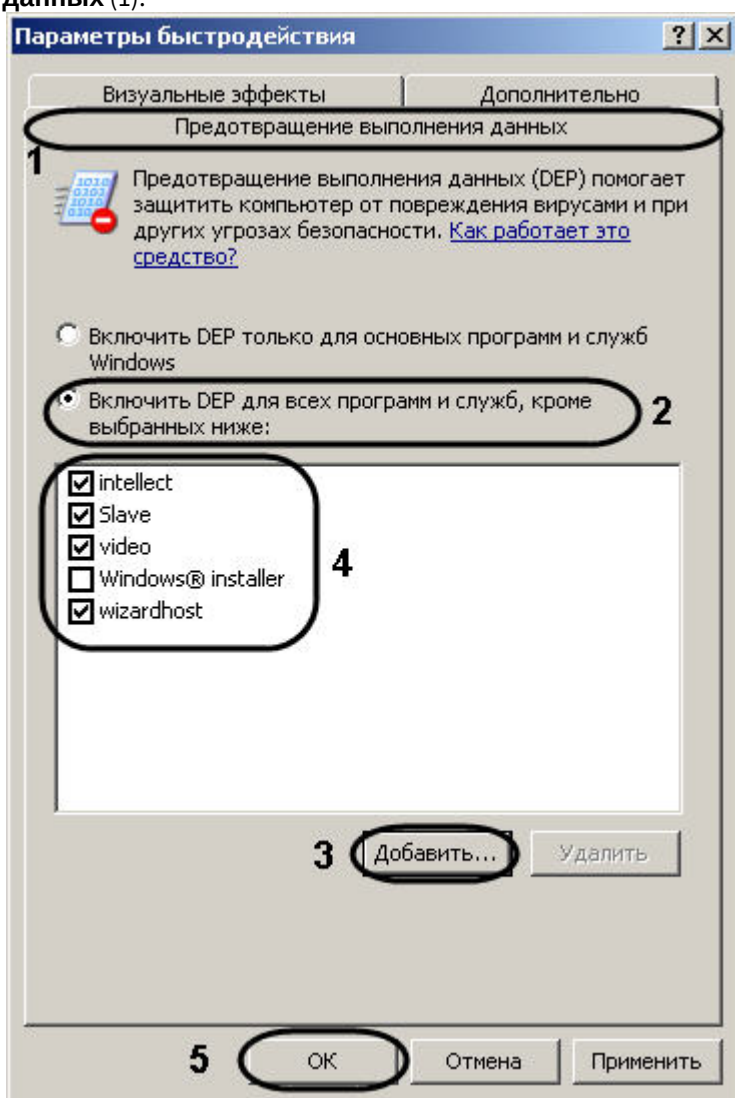 данных (1).
Параметры быстродействия
Визуальные эффекты
Дополнительно
Предотвращение выполнения данных
1
Предотвращение выполнения данных (DEP) помогает
защитить компьютер от повреждения вирусами и при
других угрозах безопасности. Как работает это
средство?
Включить DEP только для основных программ и служб
Windows
Включить DEP для всех программ и служб, кроме
выбранных ниже:
2
intellect
Slave
video
Windows® installer
wizardhost
4
3
Добавить...
Удалить
5
ОК
Отмена
Применить